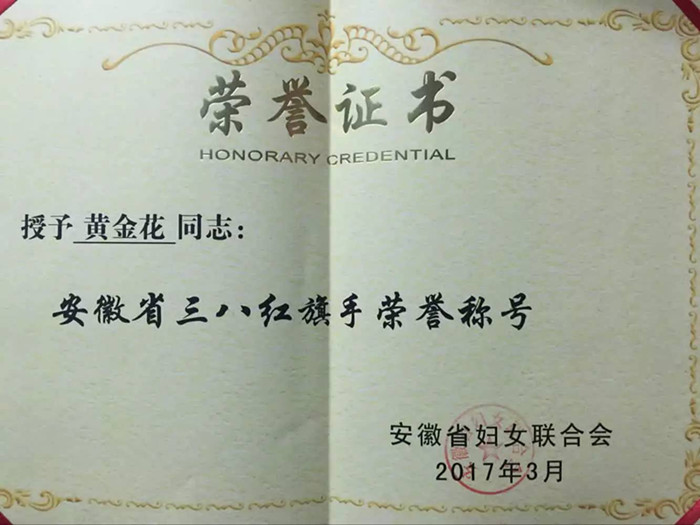 荣誉证书
HONORARY CREDENTIAL
授予 黄金花 同志：
安徽省三八红旗手荣誉称号
安徽省妇女联合会
2017年3月